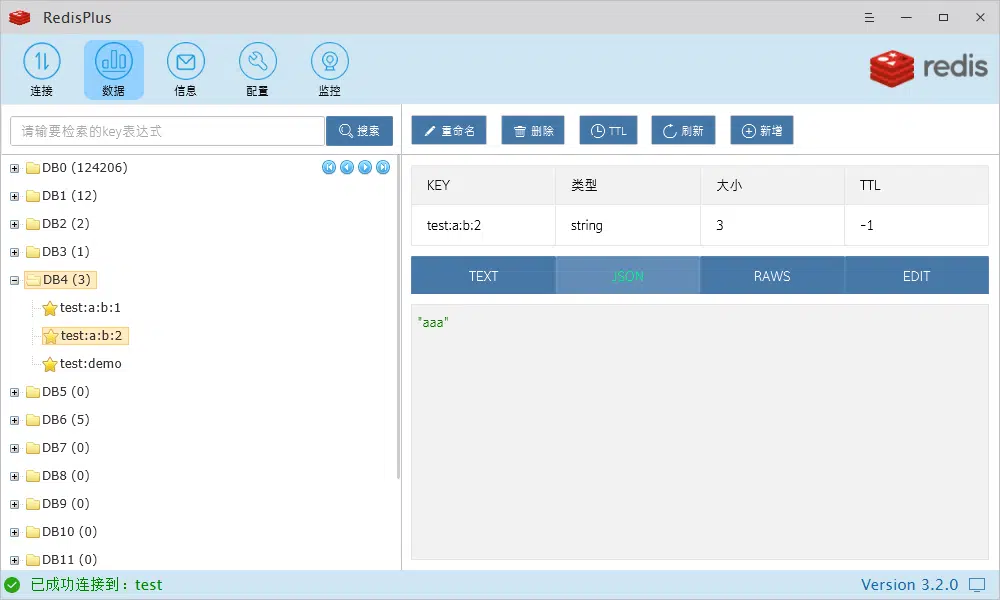 RedisPlus
连接 数据 信息 配置 监控
redis
请输要检索的key表达式 搜索
重命名 删除 TTL 刷新 新增
DB0 (124206)
DB1 (12)
DB2 (2)
DB3 (1)
DB4 (3)
test:a:b:1
test:a:b:2
test:demo
DB5 (0)
DB6 (5)
DB7 (0)
DB8 (0)
DB9 (0)
DB10 (0)
DB11 (0)
KEY 类型 大小 TTL
test:a:b:2 string 3 -1
TEXT JSON RAWS EDIT
"aaa"
已成功连接到：test
Version 3.2.0